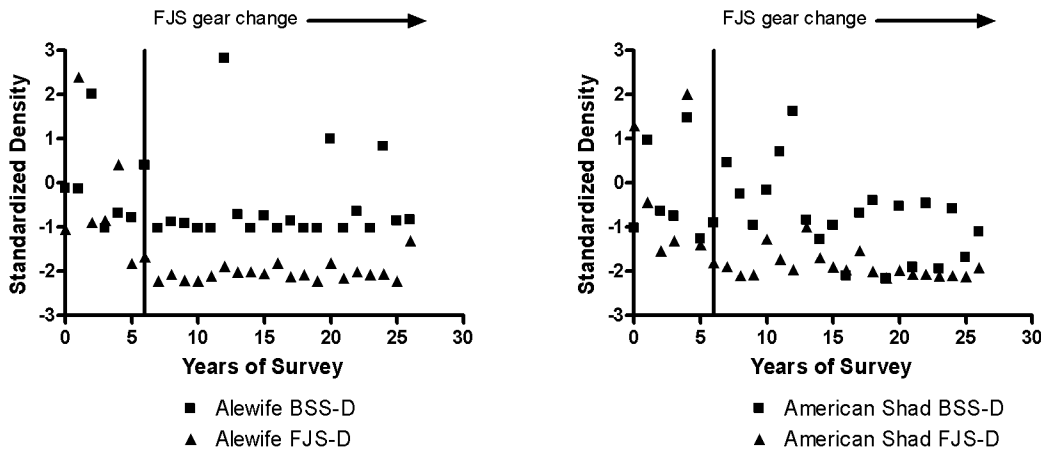 FJS gear change
FJS gear change
3
2
1
0
-1
-2
-3
Standardized Density
0 5 10 15 20 25 30
Years of Survey
Alewife BSS-D
Alewife FJS-D
3
2
1
0
-1
-2
-3
Standardized Density
0 5 10 15 20 25 30
Years of Survey
American Shad BSS-D
American Shad FJS-D